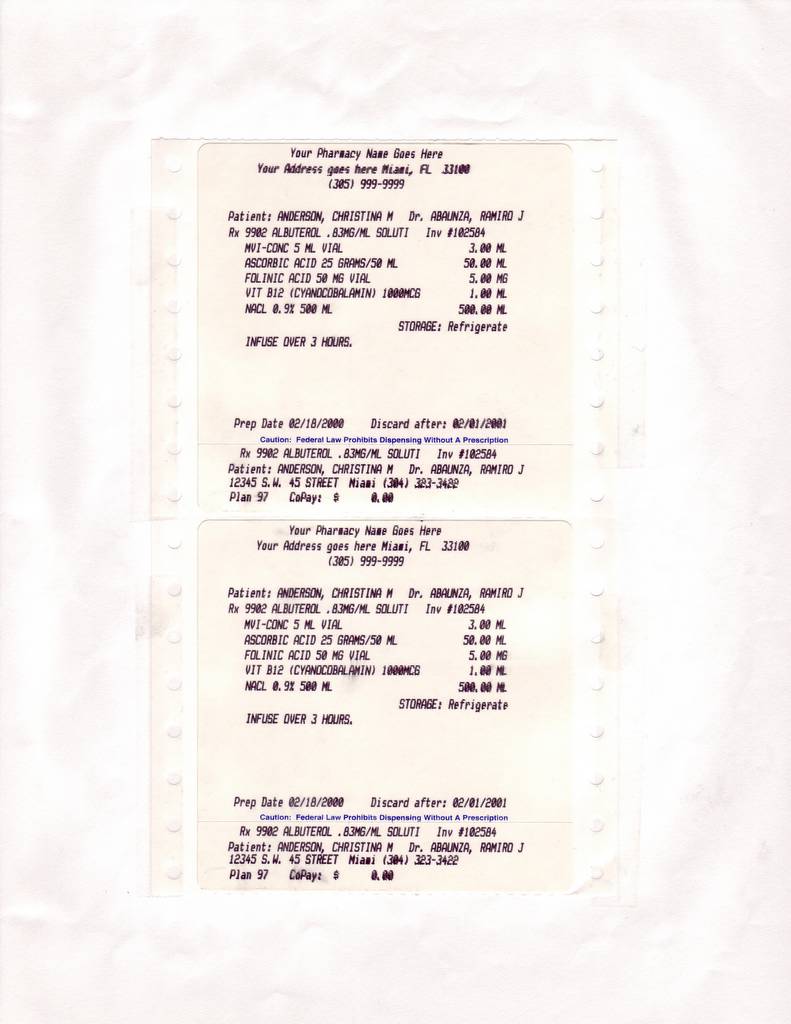 Your Pharmacy Name Goes Here
Your Address goes here Miami, FL 33100
(305) 999-9999
Patient: ANDERSON, CHRISTINA M Dr. ABAUNZA, RAMIRO J
Rx 9902 ALBUTEROL .83MG/ML SOLUTI Inv #102584
MVI-CONC 5 ML VIAL 3.00 ML
ASCORBIC ACID 25 GRAMS/50 ML 50.00 ML
FOLINIC ACID 50 MG VIAL 5.00 MG
VIT B12 (CYANOCOBALAMIN) 1000MCG 1.00 ML
NACL 0.9% 500 ML 500.00 ML
STORAGE: Refrigerate
INFUSE OVER 3 HOURS.
Prep Date 02/18/2000 Discard after: 02/01/2001
Caution: Federal Law Prohibits Dispensing Without A Prescription
Rx 9902 ALBUTEROL .83MG/ML SOLUTI Inv #102584
Patient: ANDERSON, CHRISTINA M Dr. ABAUNZA, RAMIRO J
12345 S.W. 45 STREET Miami (304) 323-3422
Plan 97 CoPay: $ 0.00
Your Pharmacy Name Goes Here
Your Address goes here Miami, FL 33100
(305) 999-9999
Patient: ANDERSON, CHRISTINA M Dr. ABAUNZA, RAMIRO J
Rx 9902 ALBUTEROL .83MG/ML SOLUTI Inv #102584
MVI-CONC 5 ML VIAL 3.00 ML
ASCORBIC ACID 25 GRAMS/50 ML 50.00 ML
FOLINIC ACID 50 MG VIAL 5.00 MG
VIT B12 (CYANOCOBALAMIN) 1000MCG 1.00 ML
NACL 0.9% 500 ML 500.00 ML
STORAGE: Refrigerate
INFUSE OVER 3 HOURS.
Prep Date 02/18/2000 Discard after: 02/01/2001
Caution: Federal Law Prohibits Dispensing Without A Prescription
Rx 9902 ALBUTEROL .83MG/ML SOLUTI Inv #102584
Patient: ANDERSON, CHRISTINA M Dr. ABAUNZA, RAMIRO J
12345 S.W. 45 STREET Miami (304) 323-3422
Plan 97 CoPay: $ 0.00